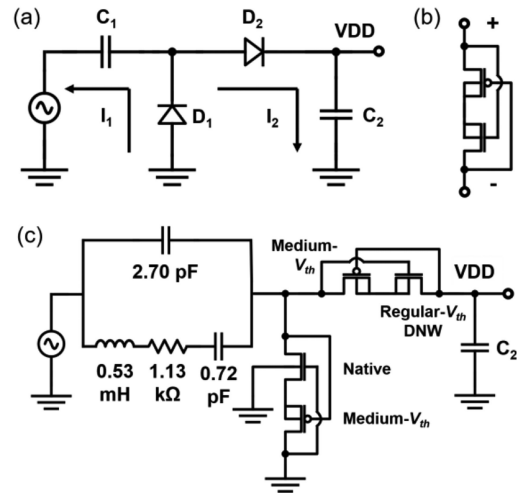 (a)
C1
D2
VDD
I1
D1
I2
C2
(b)
+
-
(c)
2.70 pF
0.53
mH
1.13
kΩ
0.72
pF
Medium-
Vth
Regular-Vth
DNW
VDD
C2
Native
Medium-Vth